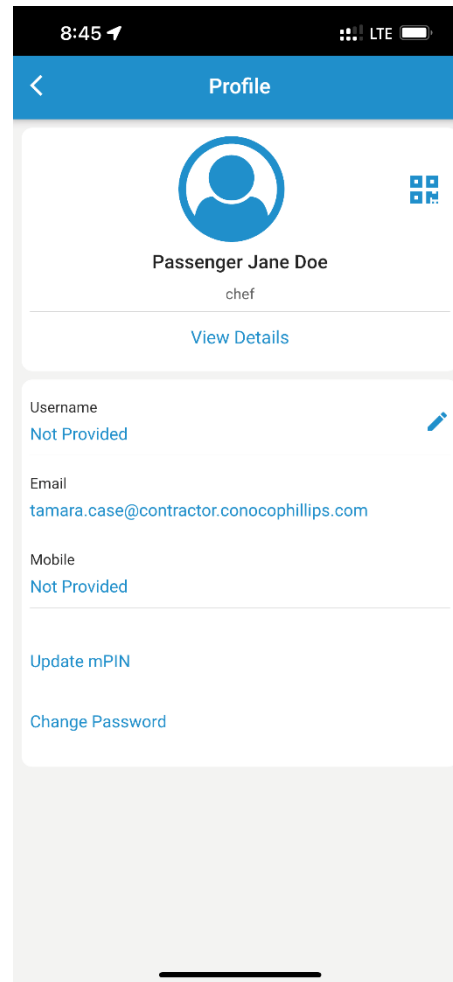 8:45
LTE
Profile
Passenger Jane Doe
chef
View Details
Username
Not Provided
Email
tamara.case@contractor.conocophillips.com
Mobile
Not Provided
Update mPIN
Change Password